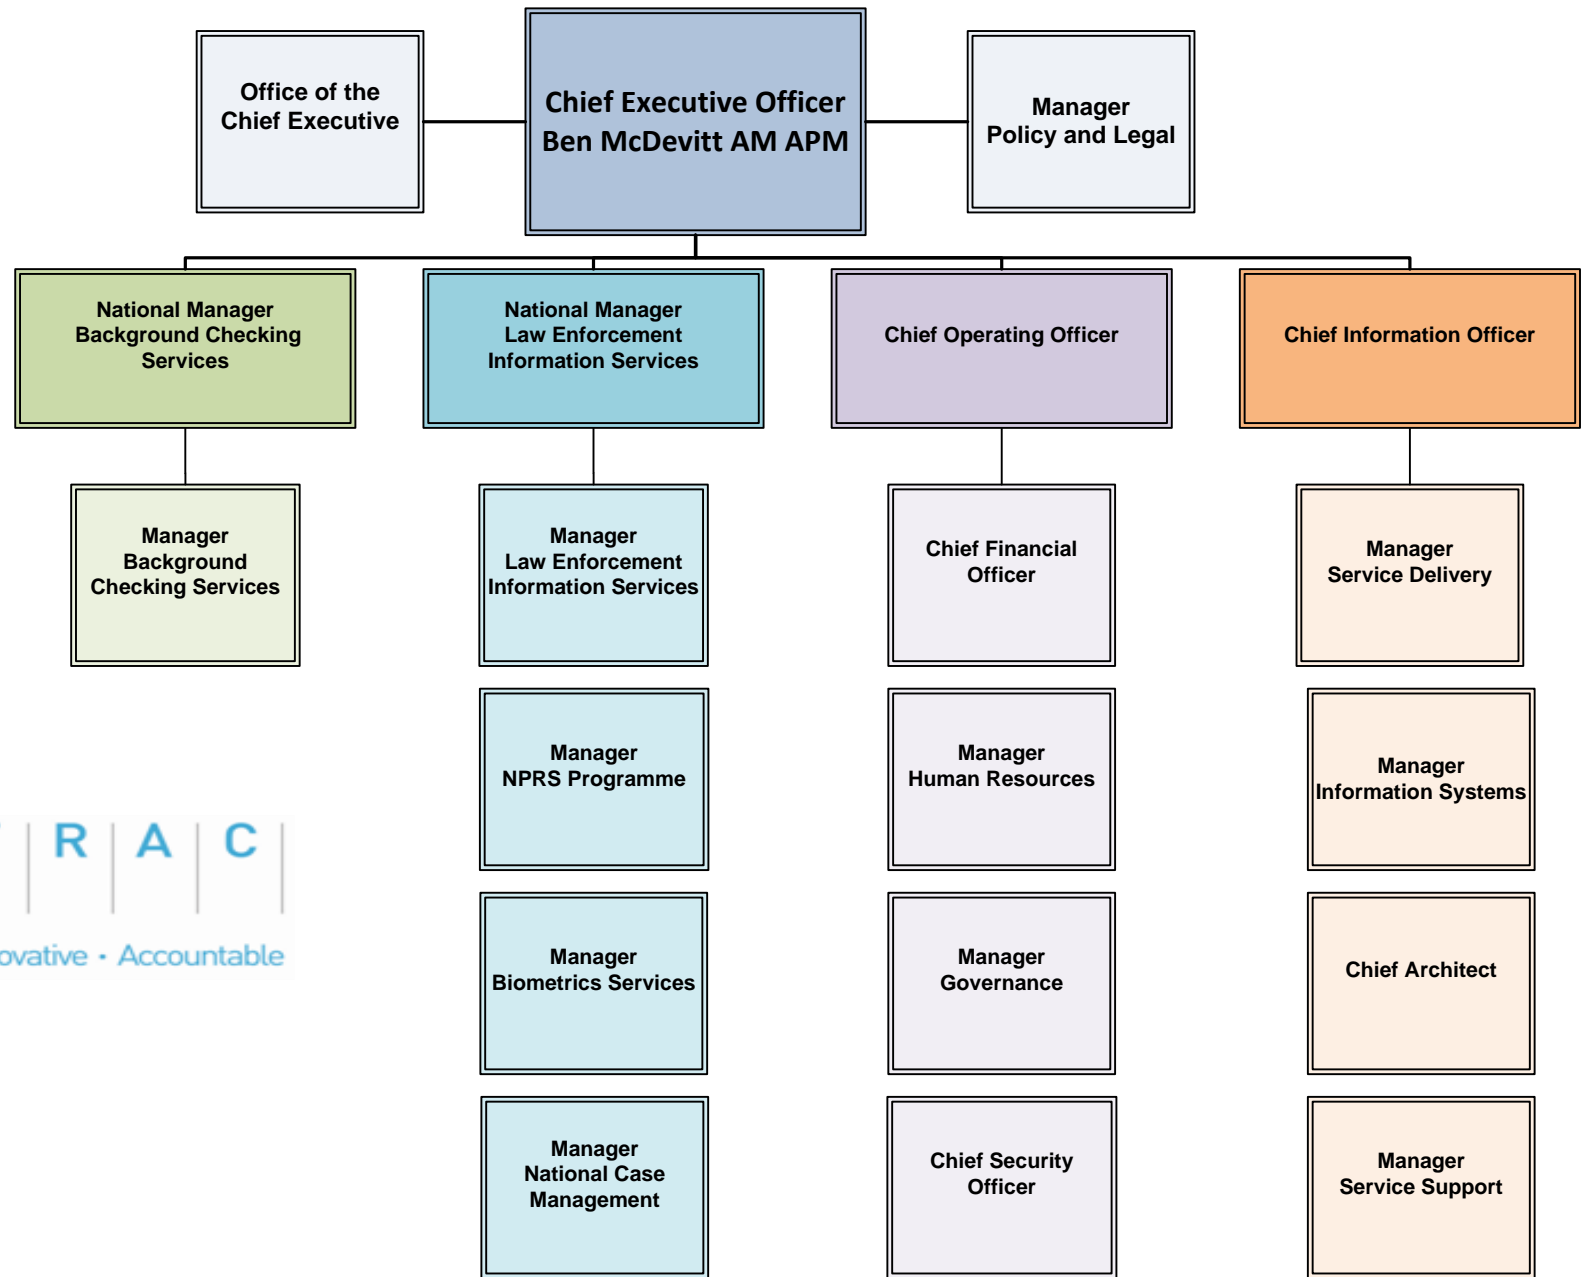 Office of the
Chief Executive
Chief Executive Officer
Ben McDevitt AM APM
Manager
Policy and Legal
National Manager
Background Checking
Services
National Manager
Law Enforcement
Information Services
Chief Operating Officer
Chief Information Officer
Manager
Background
Checking Services
Manager
Law Enforcement
Information Services
Chief Financial
Officer
Manager
Service Delivery
Manager
NPRS Programme
Manager
Human Resources
Manager
Information Systems
R A C
Accountable
Manager
Biometrics Services
Manager
Governance
Chief Architect
Manager
National Case
Management
Chief Security
Officer
Manager
Service Support